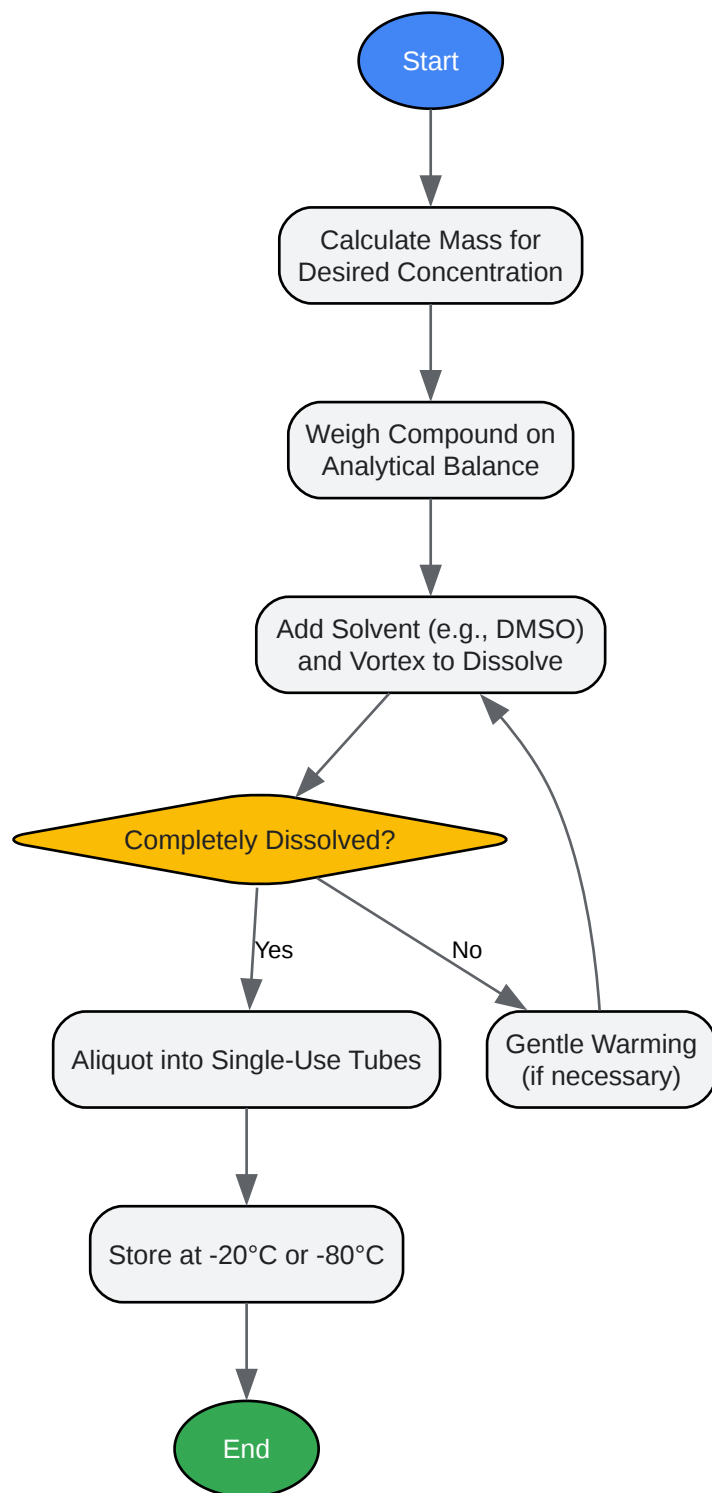 Start
Calculate Mass for
Desired Concentration
Weigh Compound on
Analytical Balance
Add Solvent (e.g., DMSO)
and Vortex to Dissolve
Completely Dissolved?
Yes
No
Aliquot into Single-Use Tubes
Gentle Warming
(if necessary)
Store at -20°C or -80°C
End